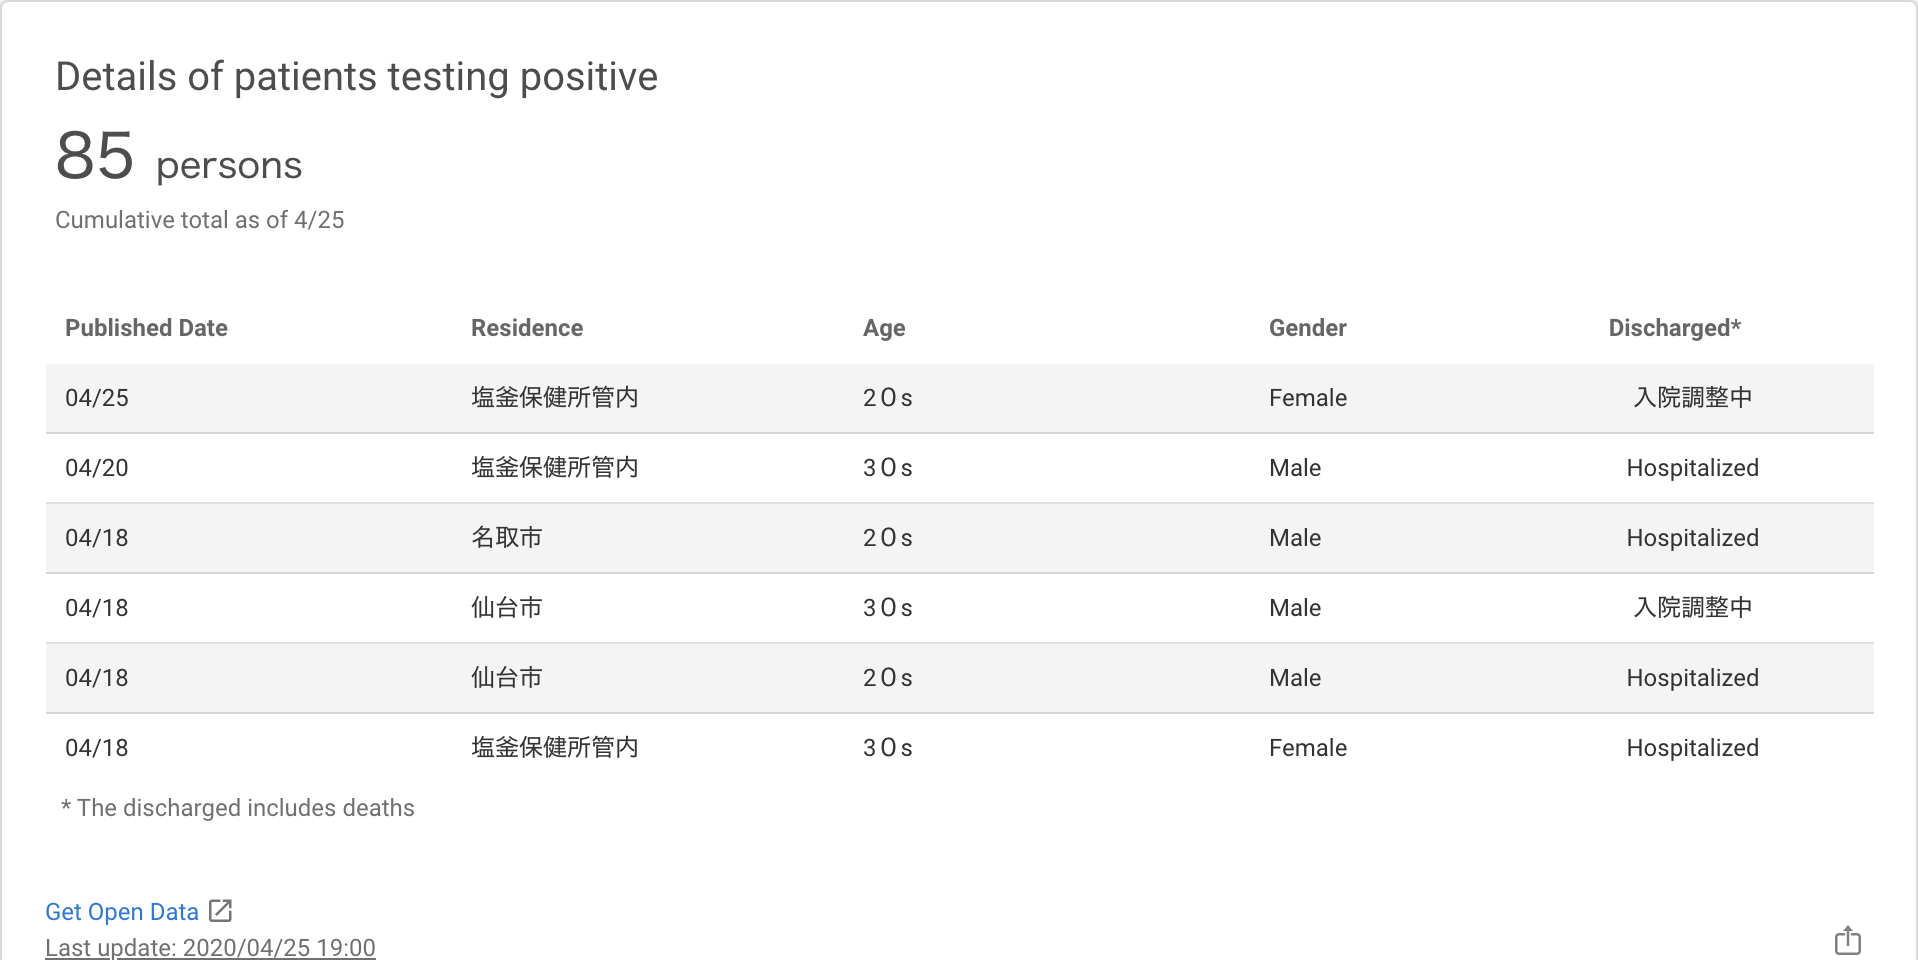 Details of patients testing positive
85 persons
Cumulative total as of 4/25
Published Date Residence Age Gender Discharged*
04/25 塩釜保健所管内 2０s Female 入院調整中
04/20 塩釜保健所管内 3０s Male Hospitalized
04/18 名取市 2０s Male Hospitalized
04/18 仙台市 3０s Male 入院調整中
04/18 仙台市 2０s Male Hospitalized
04/18 塩釜保健所管内 3０s Female Hospitalized
* The discharged includes deaths
Get Open Data
Last update: 2020/04/25 19:00